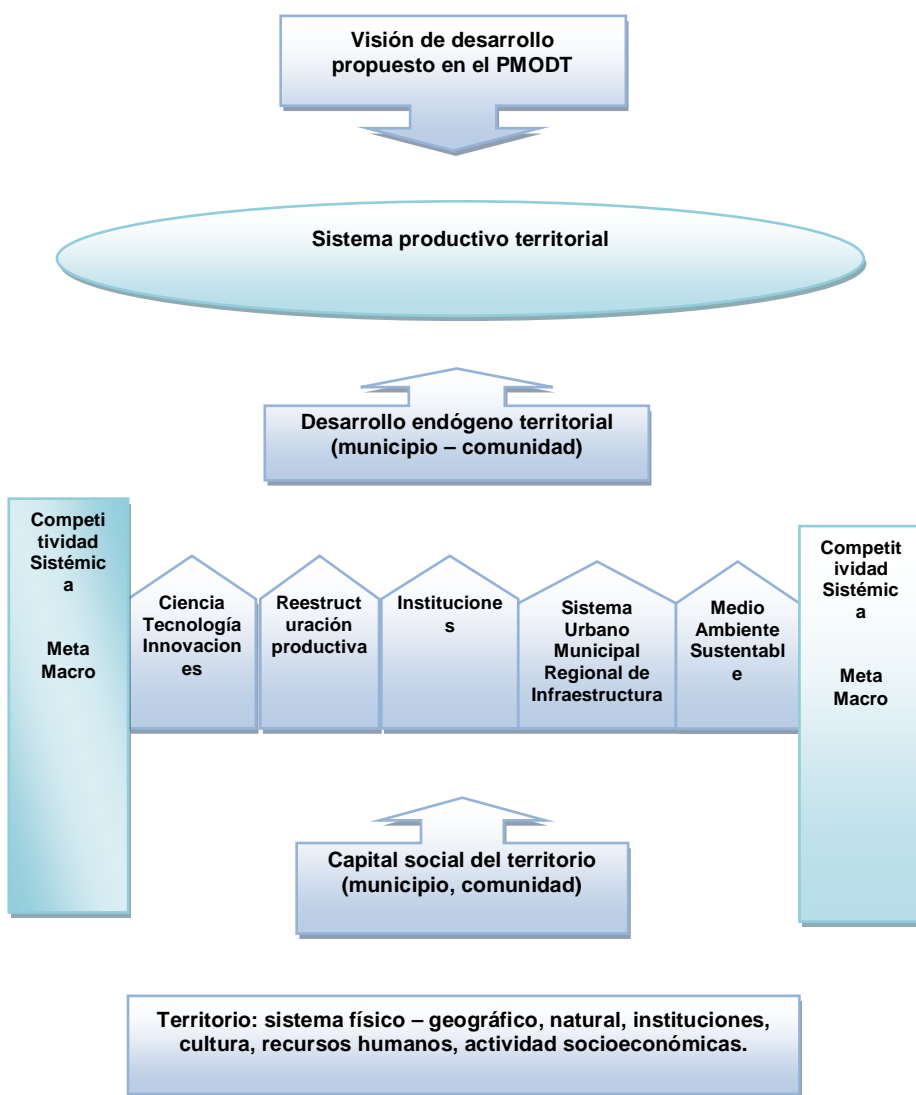 Visión de desarrollo
propuesto en el PMODT
Sistema productivo territorial
Desarrollo endógeno territorial
(municipio – comunidad)
Competi
tividad
Sistémic
a
Meta
Macro
Ciencia
Tecnología
Innovacion
es
Reestruct
uración
productiva
Institucione
s
Sistema
Urbano
Municipal
Regional de
Infraestructura
Medio
Ambiente
Sustentabl
e
Competit
ividad
Sistémic
a
Meta
Macro
Capital social del territorio
(municipio, comunidad)
Territorio: sistema físico – geográfico, natural, instituciones,
cultura, recursos humanos, actividad socioeconómicas.